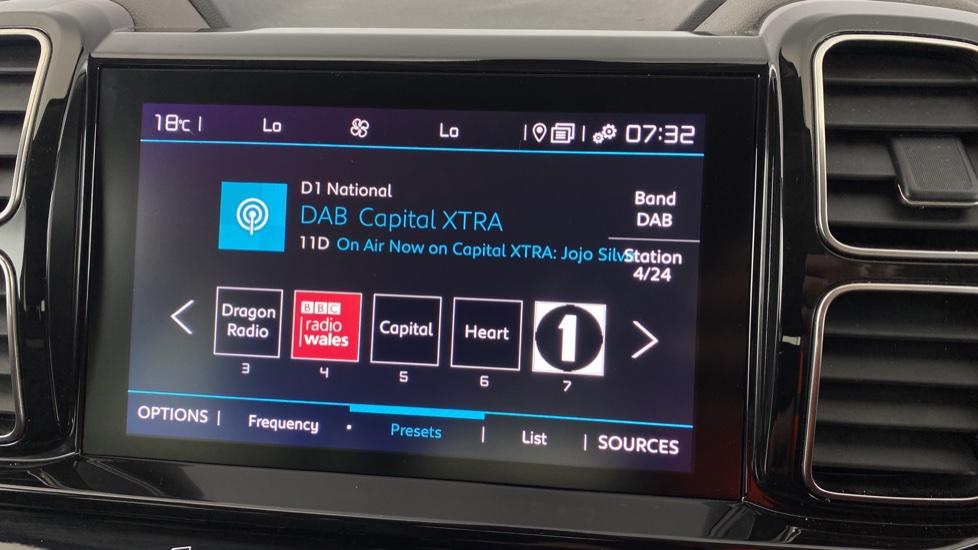 18°C | Lo Lo | | 07:32
D1 National
DAB Capital XTRA
11D On Air Now on Capital XTRA: Jojo
Band
DAB
Station
4/24
Dragon
Radio
BBC
radio
wales
Capital
Heart
1
3 4 5 6 7
OPTIONS | Frequency • Presets | List | SOURCES